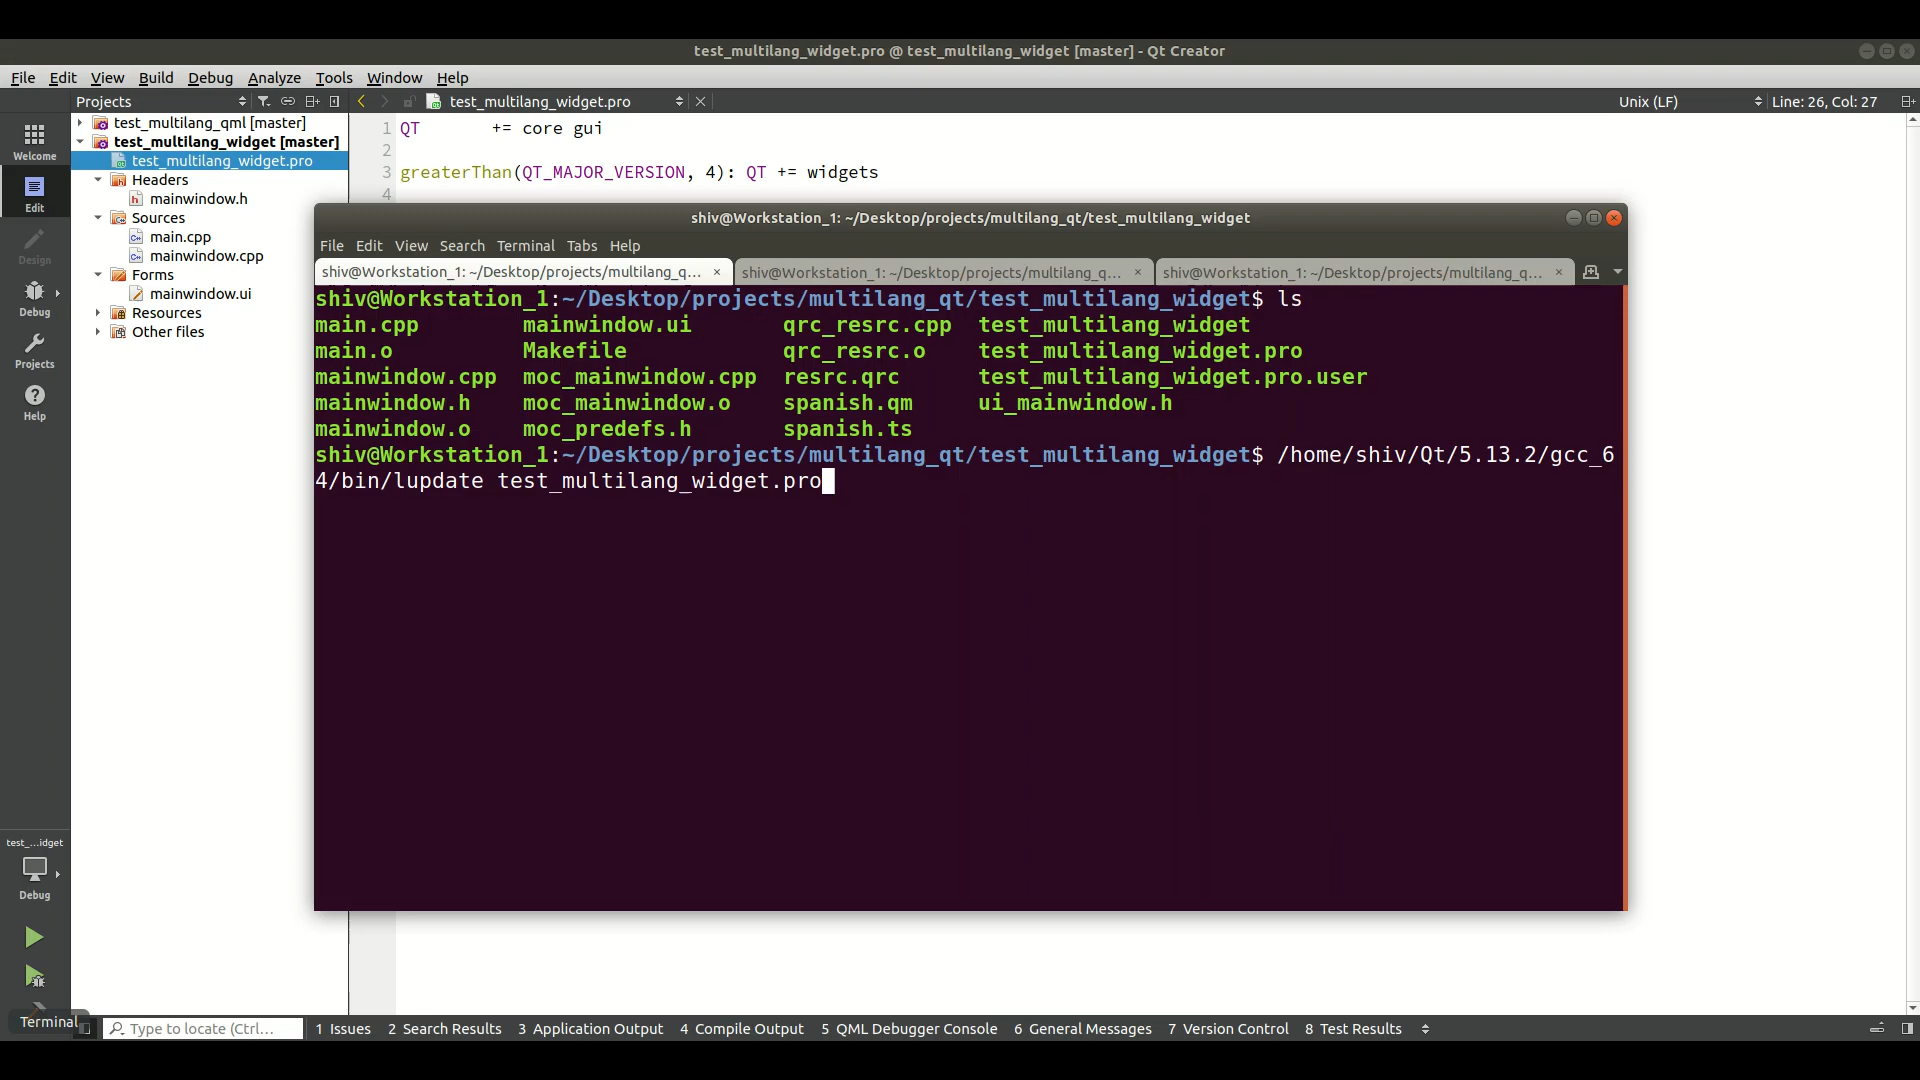 test_multilang_widget.pro @ test_multilang_widget [master] - Qt Creator
File Edit View Build Debug Analyze Tools Window Help
Projects test_multilang_widget.pro Unix (LF) Line: 26, Col: 27
test_multilang_qml [master]
test_multilang_widget [master]
test_multilang_widget.pro
Headers
mainwindow.h
Sources
main.cpp
mainwindow.cpp
Forms
mainwindow.ui
Resources
Other files
Welcome
Edit
Design
Debug
Projects
Help
test_...idget
Debug
1 QT += core gui
2
3 greaterThan(QT_MAJOR_VERSION, 4): QT += widgets
4
shiv@Workstation_1: ~/Desktop/projects/multilang_qt/test_multilang_widget
File Edit View Search Terminal Tabs Help
shiv@Workstation_1: ~/Desktop/projects/multilang_q... × shiv@Workstation_1: ~/Desktop/projects/multilang_q... × shiv@Workstation_1: ~/Desktop/projects/multilang_q... ×
shiv@Workstation_1:~/Desktop/projects/multilang_qt/test_multilang_widget$ ls
main.cpp mainwindow.ui qrc_resrc.cpp test_multilang_widget
main.o Makefile qrc_resrc.o test_multilang_widget.pro
mainwindow.cpp moc_mainwindow.cpp resrc.qrc test_multilang_widget.pro.user
mainwindow.h moc_mainwindow.o spanish.qm ui_mainwindow.h
mainwindow.o moc_predefs.h spanish.ts
shiv@Workstation_1:~/Desktop/projects/multilang_qt/test_multilang_widget$ /home/shiv/Qt/5.13.2/gcc_6
4/bin/lupdate test_multilang_widget.pro
Terminal
Type to locate (Ctrl... 1 Issues 2 Search Results 3 Application Output 4 Compile Output 5 QML Debugger Console 6 General Messages 7 Version Control 8 Test Results